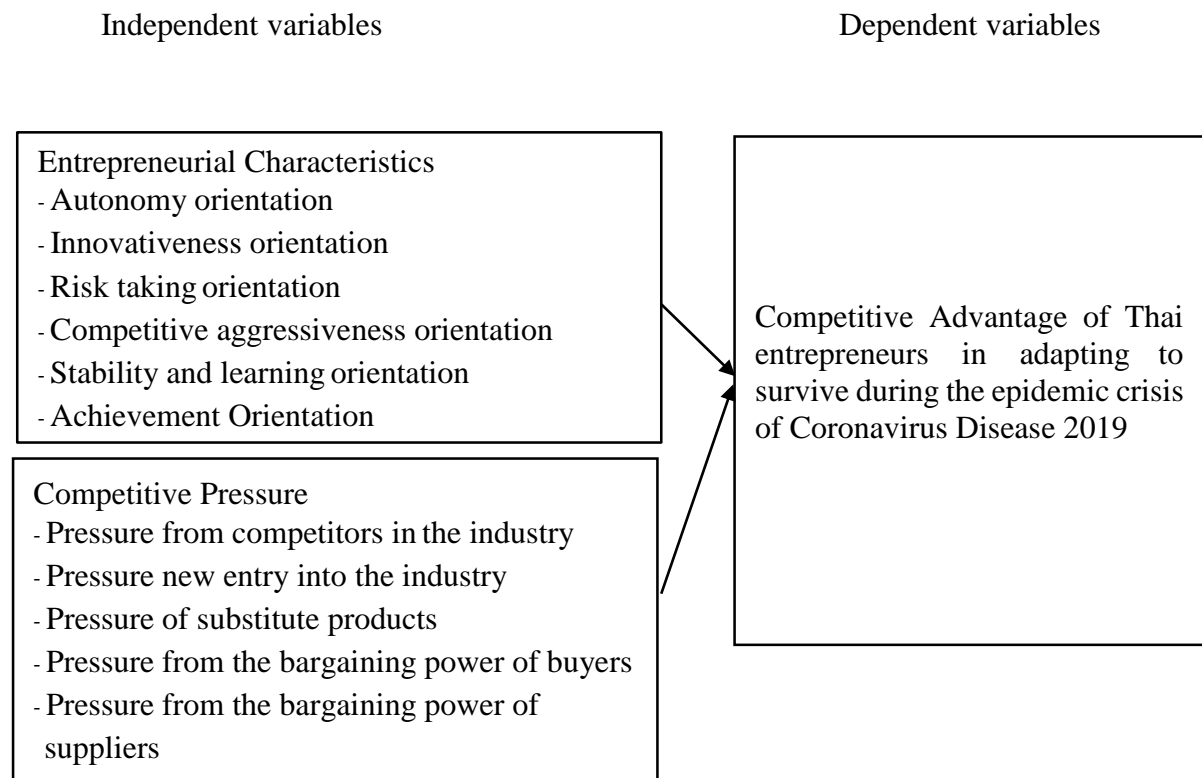 Independent variables
Dependent variables
Entrepreneurial Characteristics
- Autonomy orientation
- Innovativeness orientation
- Risk taking orientation
- Competitive aggressiveness orientation
- Stability and learning orientation
- Achievement Orientation
Competitive Pressure
- Pressure from competitors in the industry
- Pressure new entry into the industry
- Pressure of substitute products
- Pressure from the bargaining power of buyers
- Pressure from the bargaining power of
suppliers
Competitive Advantage of Thai
entrepreneurs in adapting to
survive during the epidemic crisis
of Coronavirus Disease 2019